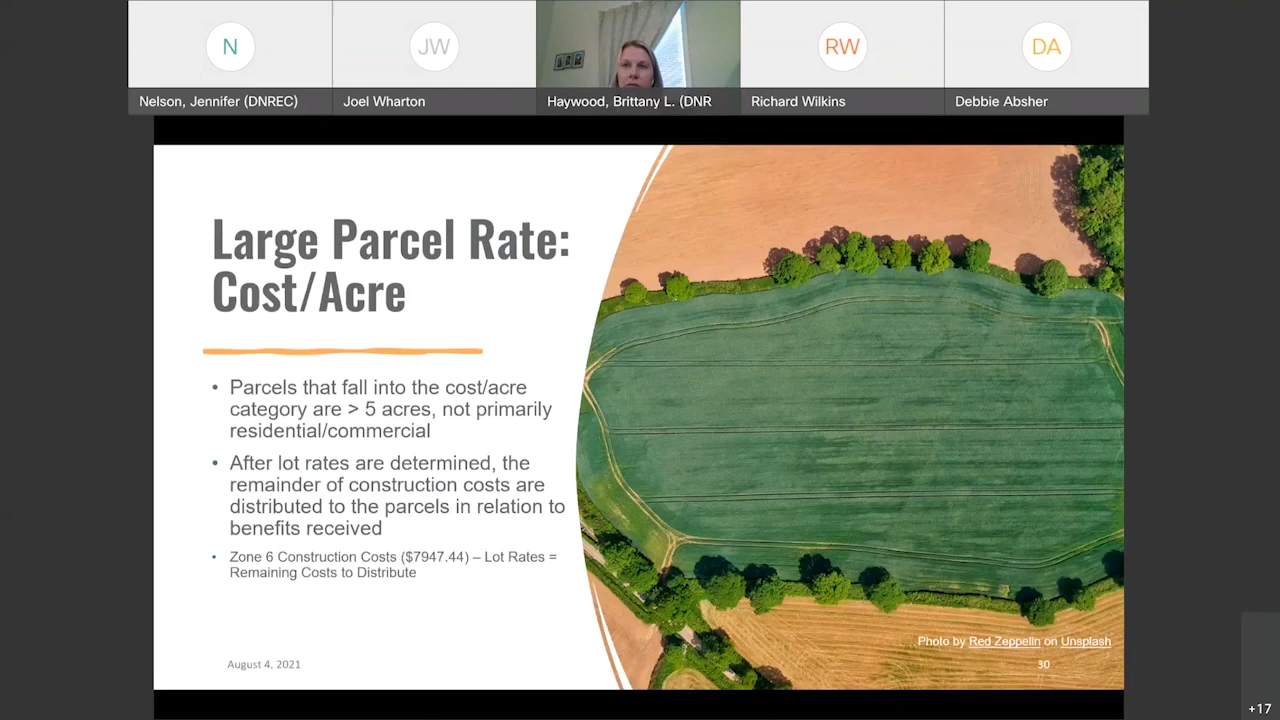 N
JW
RW
DA
Nelson, Jennifer (DNREC)
Joel Wharton
Haywood, Brittany L. (DNR
Richard Wilkins
Debbie Absher
Large Parcel Rate:
Cost/Acre
• Parcels that fall into the cost/acre
category are > 5 acres, not primarily
residential/commercial
• After lot rates are determined, the
remainder of construction costs are
distributed to the parcels in relation to
benefits received
• Zone 6 Construction Costs ($7947.44) – Lot Rates =
Remaining Costs to Distribute
Photo by Red Zeppelin on Unsplash
August 4, 2021
30
+17